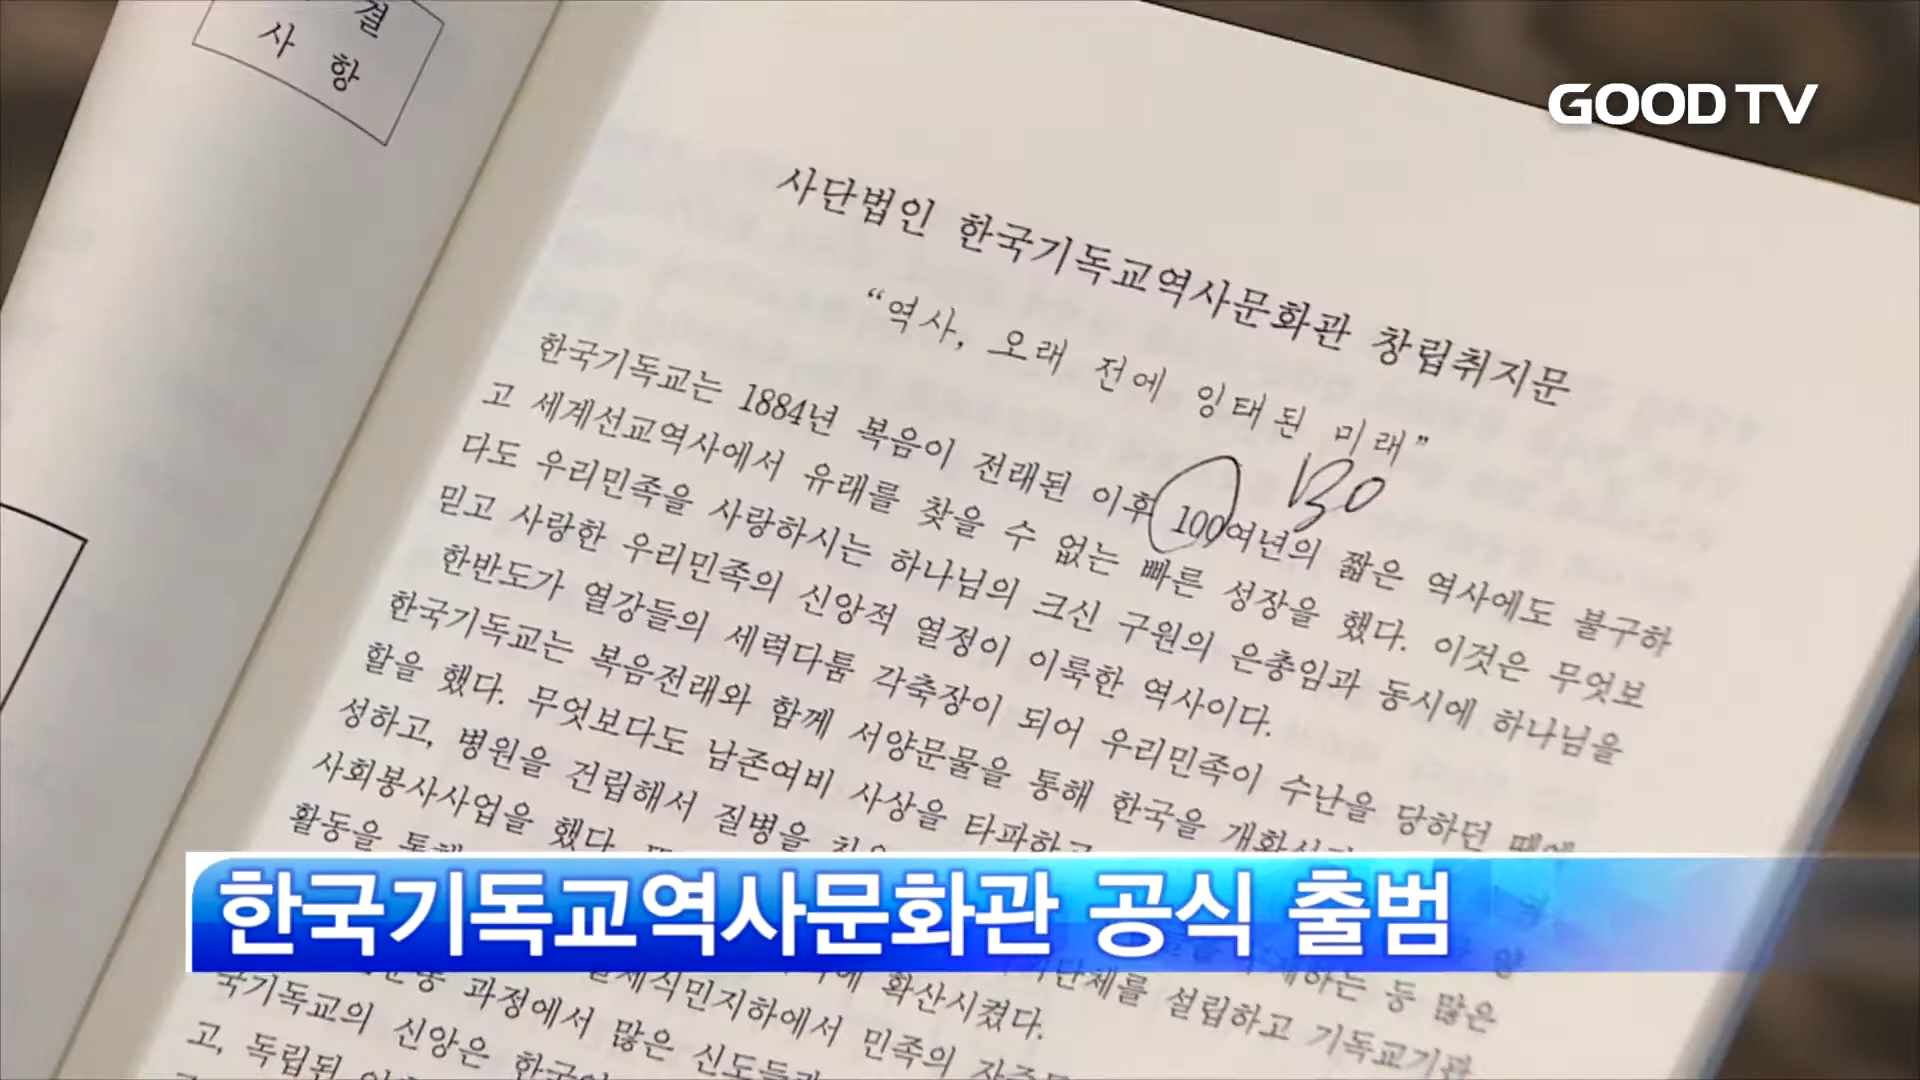 결
사 항
GOOD TV
사단법인 한국기독교역사문화관 창립취지문
“역사, 오래 전에 잉태된 미래”
130
한국기독교는 1884년 복음이 전래된 이후 100여년의 짧은 역사에도 불구하
고 세계선교역사에서 유래를 찾을 수 없는 빠른 성장을 했다. 이것은 무엇보
다도 우리민족을 사랑하시는 하나님의 크신 구원의 은총임과 동시에 하나님을
믿고 사랑한 우리민족의 신앙적 열정이 이룩한 역사이다.
한반도가 열강들의 세력다툼 각축장이 되어 우리민족이 수난을 당하던 때에
한국기독교는 복음전래와 함께 서양문물을 통해 한국을
할을 했다. 무엇보다도 남존여비 사상을 타파하고
성하고, 병원을 건립해서 질병을
사회봉사사업을 했다.
활동을 통해
한국기독교역사문화관 공식 출범
하는 등 많은
단체를 설립하고 기독교기관
확산시켰다.
과정에서 많은 신도들과
하에서 민족의
국기독교의 신앙은
고, 독립된